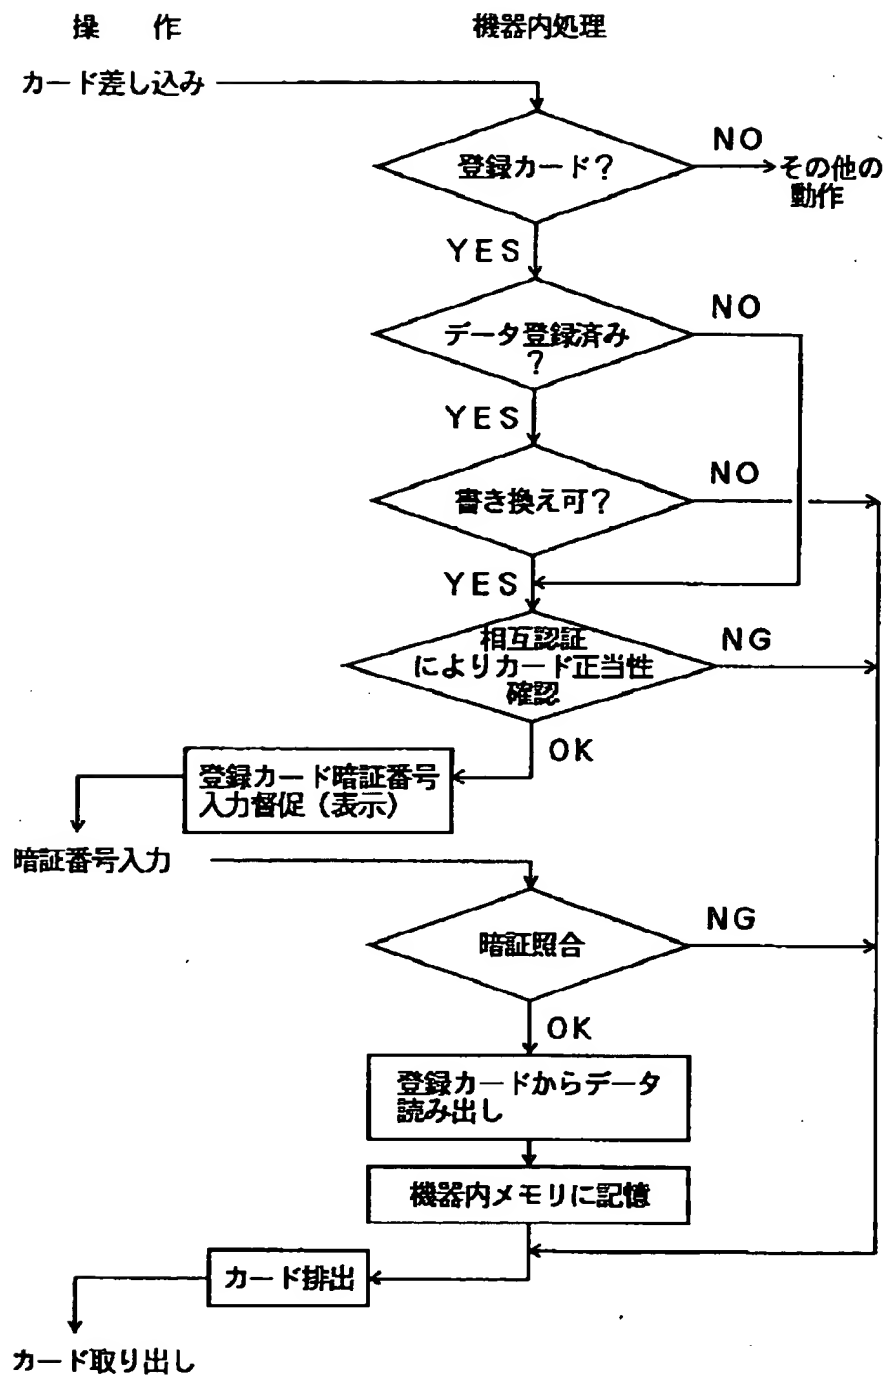 操　作　機器内処理
カード差し込み
NO
登録カード？
その他の
動作
YES
NO
データ登録済み
？
YES
NO
書き換え可？
YES
相互認証
NG
によりカード正当性
確認
OK
登録カード暗証番号
入力督促（表示）
暗証番号入力
NG
暗証照合
OK
登録カードからデータ
読み出し
機器内メモリに記憶
カード排出
カード取り出し